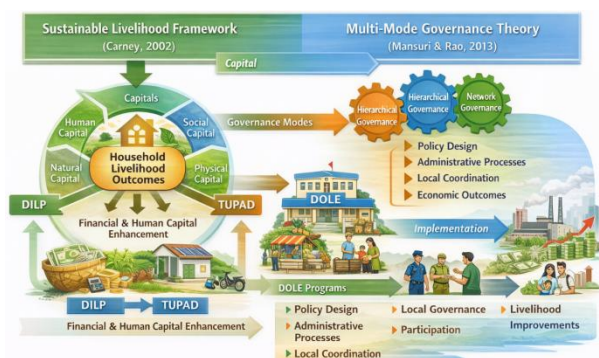 Sustainable Livelihood Framework
(Carney, 2002)
Multi-Mode Governance Theory
(Mansuri & Rao, 2013)
Capital
Capitals
Human
Capital
Social
Capital
Natural
Capital
Physical
Capital
Household
Livelihood
Outcomes
DILP
TUPAD
Financial & Human Capital
Enhancement
Governance Modes
Hierarchical
Governance
Hierarchical
Governance
Network
Governance
Policy Design
Administrative Processes
Local Coordination
Economic Outcomes
DOLE
Implementation
DILP
TUPAD
Financial & Human Capital Enhancement
DOLE Programs
Policy Design
Administrative
Processes
Local Coordination
Local Governance
Participation
Livelihood
Improvements